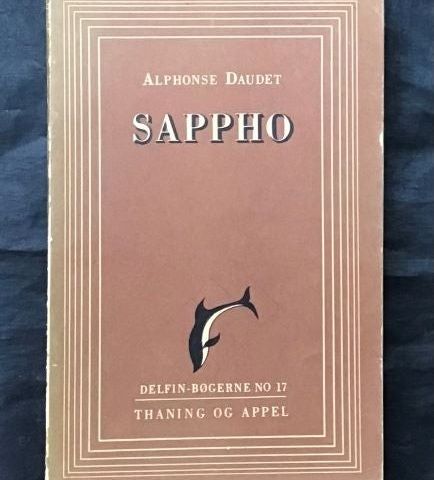 ALPHONSE DAUDET
SAPPHO
DELFIN-BØGERNE NO 17
THANING OG APPEL